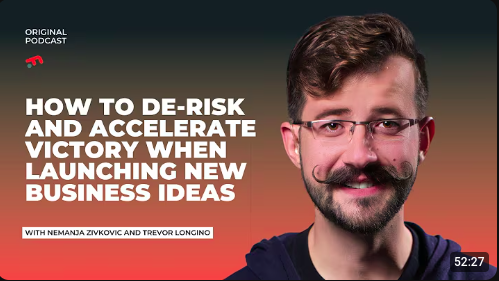 ORIGINAL
PODCAST
HOW TO DE-RISK
AND ACCELERATE
VICTORY WHEN
LAUNCHING NEW
BUSINESS IDEAS
WITH NEMANJA ZIVKOVIC AND TREVOR LONGINO
52:27